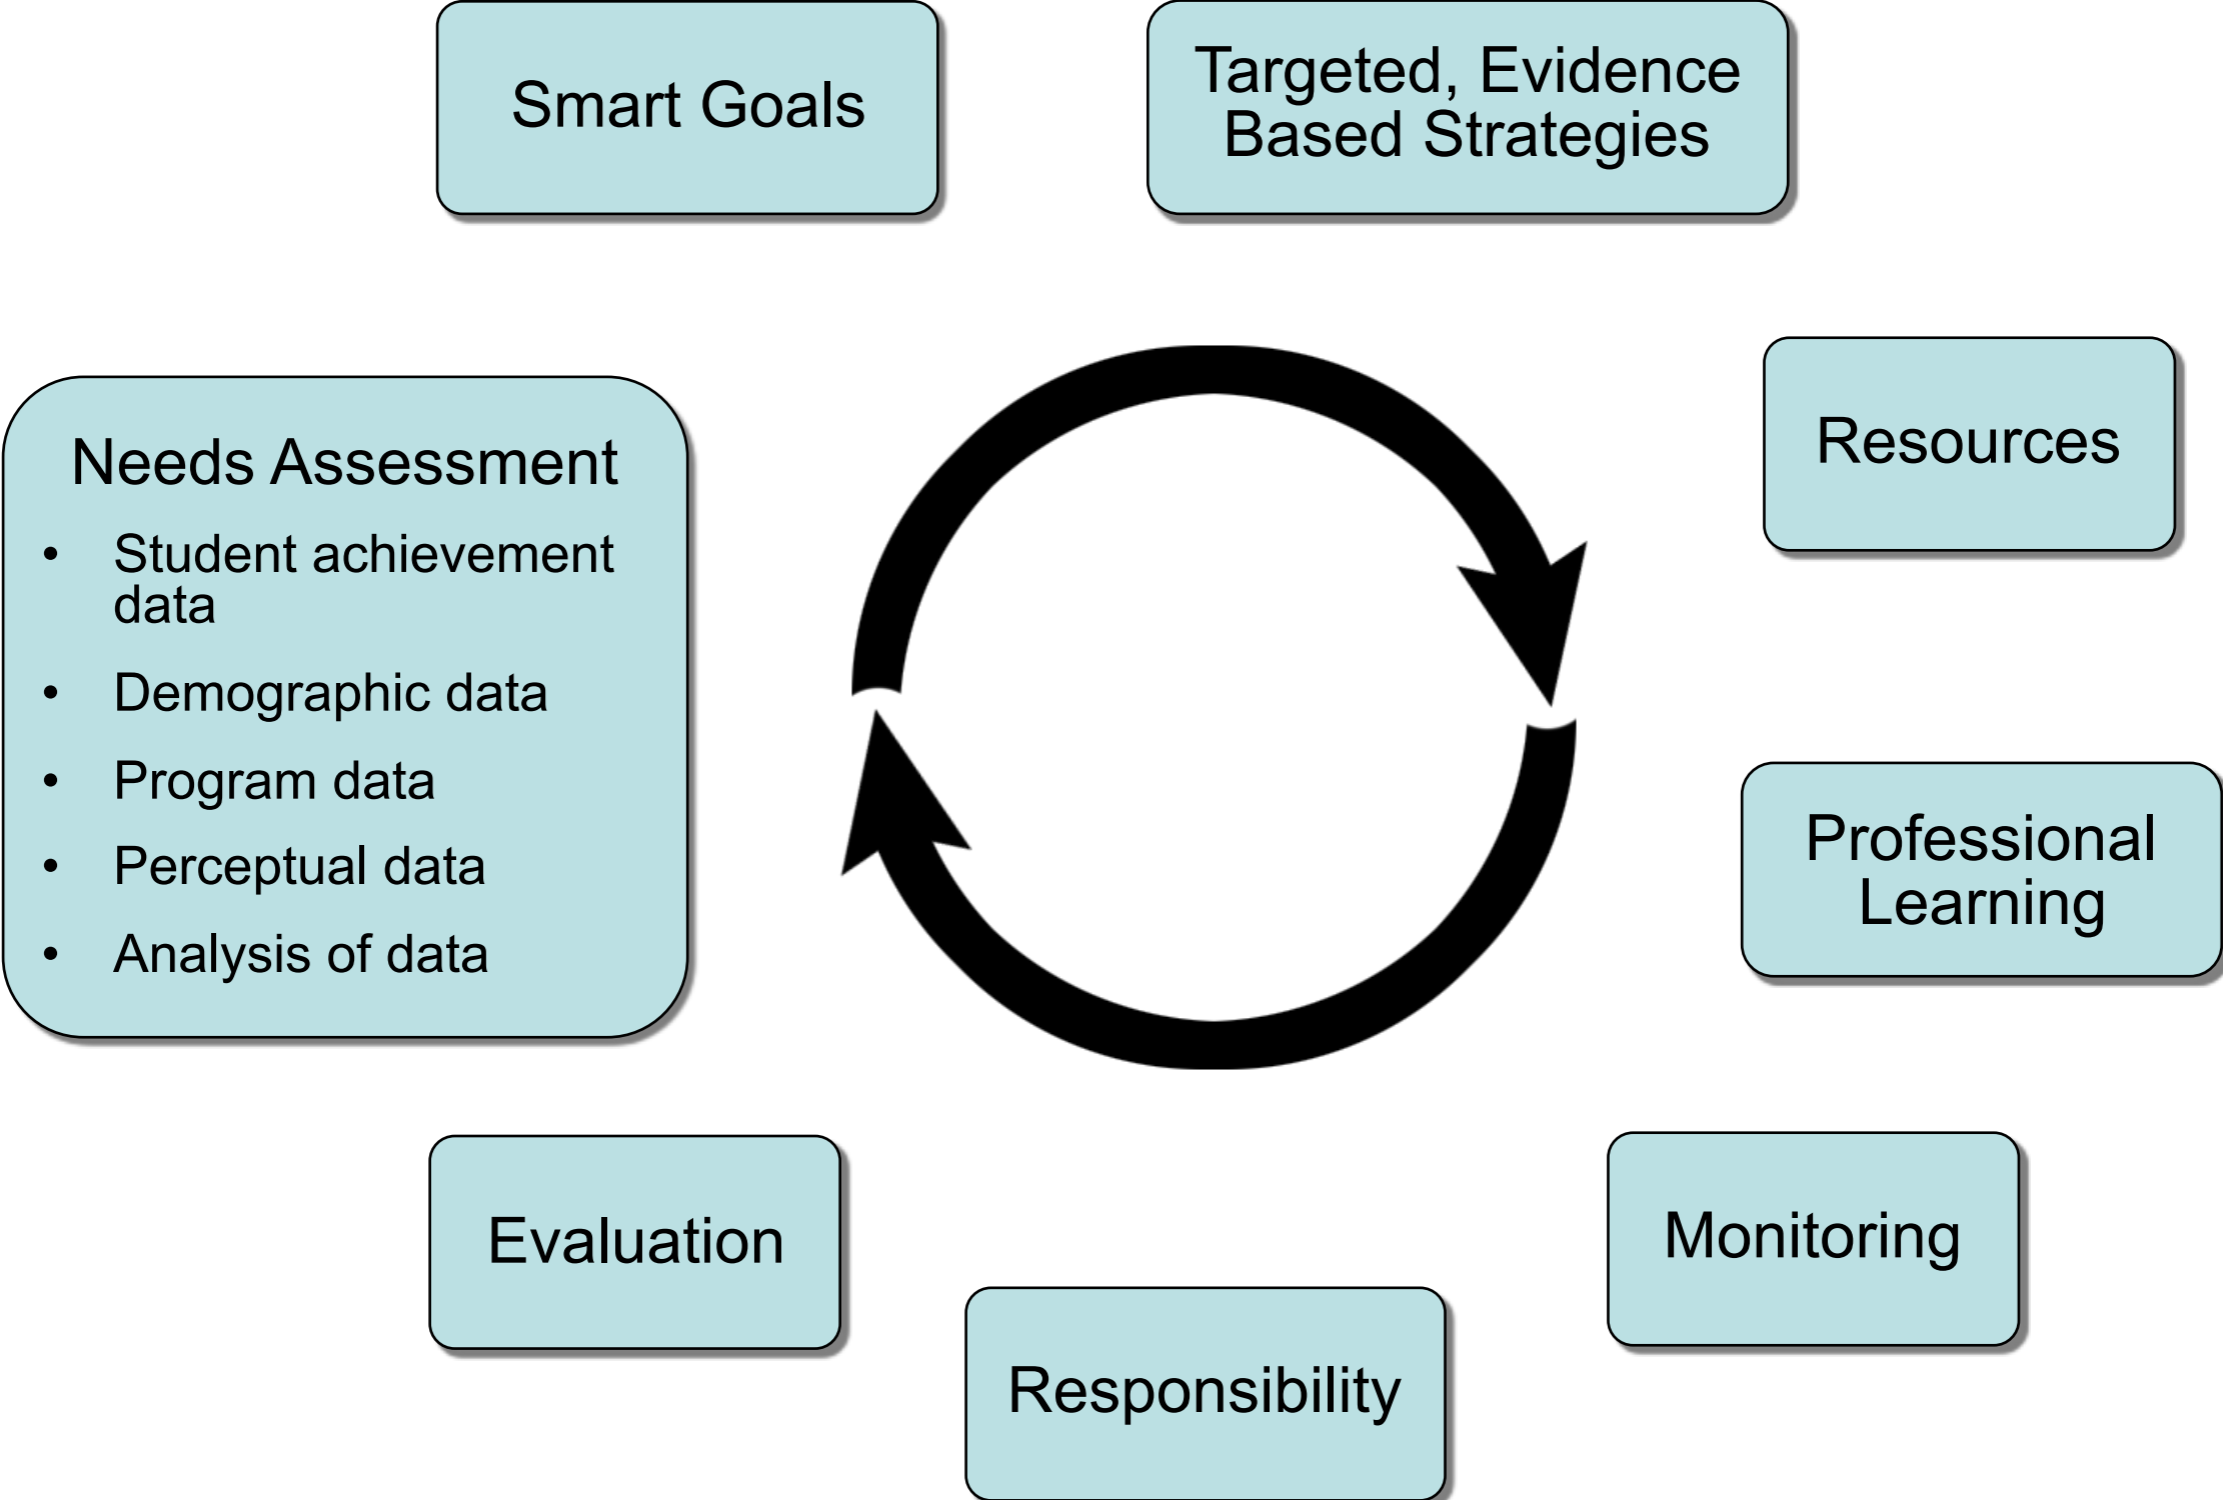 Smart Goals
Targeted, Evidence
Based Strategies
Resources
Needs Assessment
• Student achievement
data
• Demographic data
• Program data
• Perceptual data
• Analysis of data
Professional
Learning
Evaluation
Monitoring
Responsibility